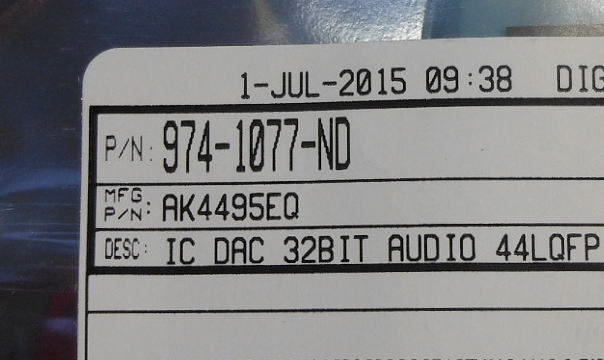 1-JUL-2015 09:38 DIG
P/N: 974-1077-ND
MFG P/N: AK4495EQ
DESC: IC DAC 32BIT AUDIO 44LQFP